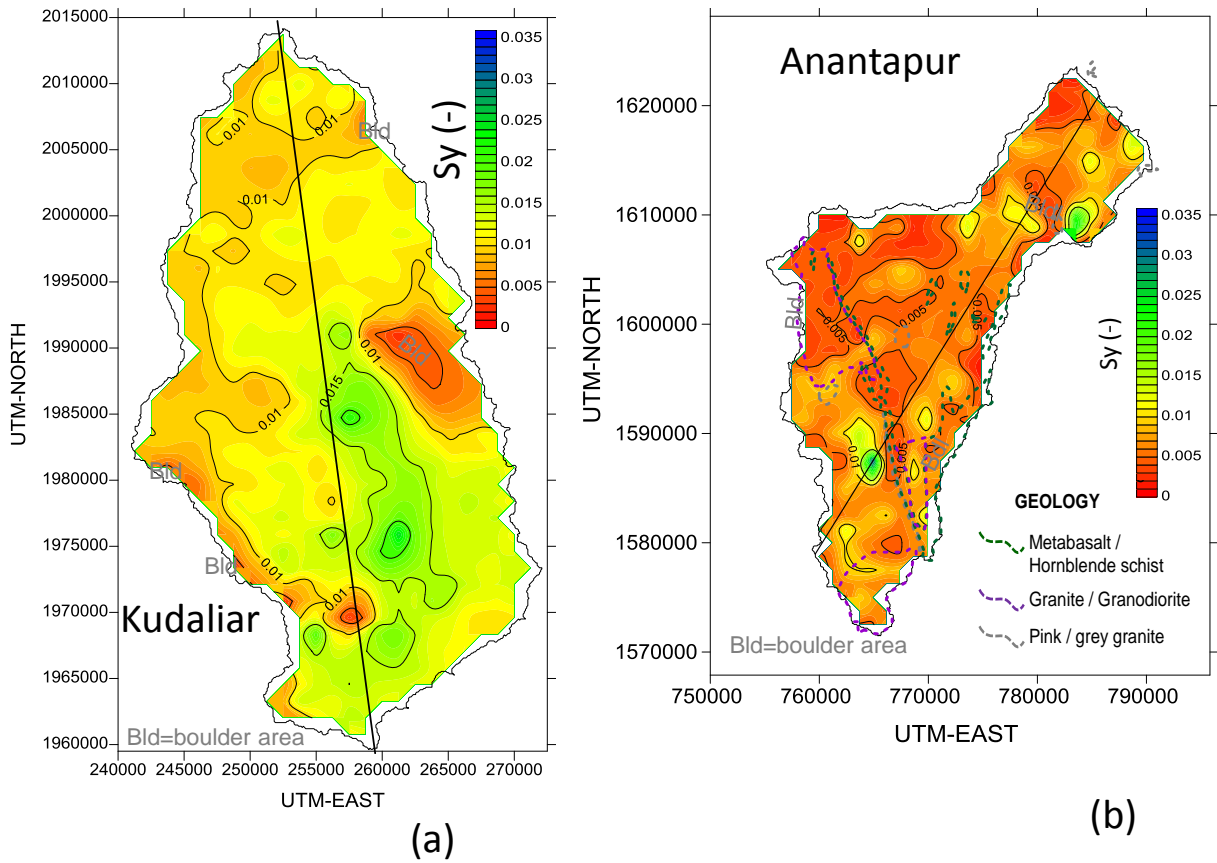 2015000
2010000
2005000
2000000
1995000
1990000
1985000
1980000
1975000
1970000
1965000
1960000
UTM-NORTH
240000 245000 250000 255000 260000 265000 270000
UTM-EAST
Sy (-)
0.035
0.03
0.025
0.02
0.015
0.01
0.005
0
0.01
0.01
Bld
0.01
Bld
0.01
0.015
0.01
Bld
Bld
0.01
0.01
Kudaliar
Bld=boulder area
(a)
Anantapur
1620000
1610000
1600000
1590000
1580000
1570000
UTM-NORTH
750000 760000 770000 780000 790000
UTM-EAST
Sy (-)
0.035
0.03
0.025
0.02
0.015
0.01
0.005
0
Bld
Bld
0.005
0.005
0.005
Bld
0.005
0.01
GEOLOGY
Metabasalt /
Hornblende schist
Granite / Granodiorite
Pink / grey granite
Bld=boulder area
(b)